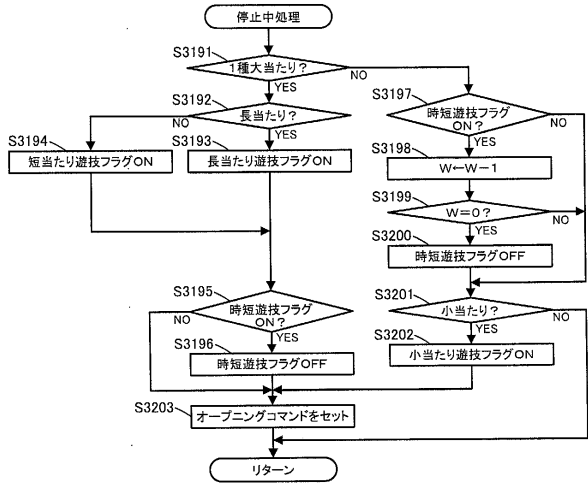 停止中処理
S3191
1種大当たり？
NO
YES
S3192
長当たり？
NO
YES
S3194
短当たり遊技フラグON
S3193
長当たり遊技フラグON
S3197
時短遊技フラグ
ON？
NO
YES
S3198
W←W－1
S3199
W＝0？
NO
YES
S3200
時短遊技フラグOFF
S3195
時短遊技フラグ
ON？
NO
YES
S3196
時短遊技フラグOFF
S3201
小当たり？
NO
YES
S3202
小当たり遊技フラグON
S3203
オープニングコマンドをセット
リターン